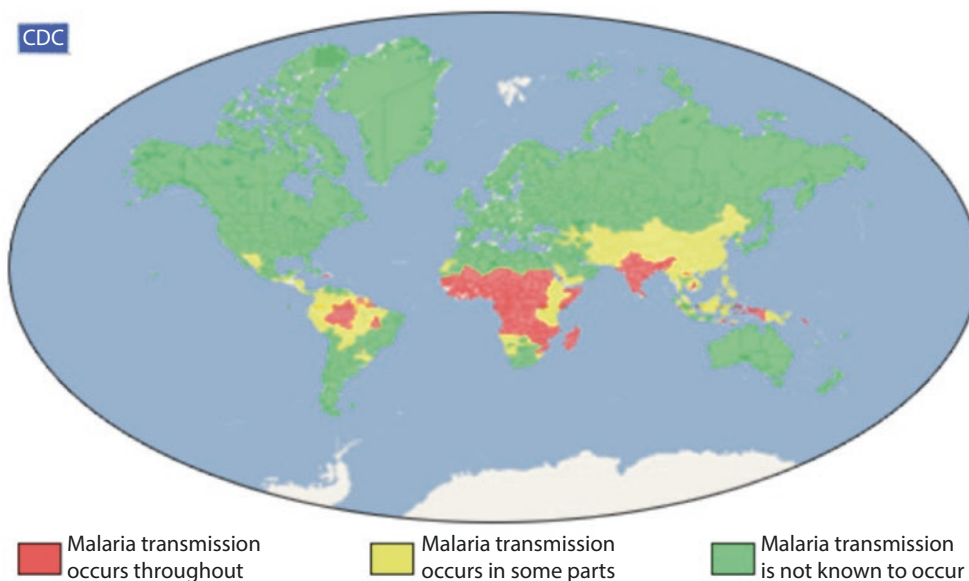 CDC
Malaria transmission
occurs throughout
Malaria transmission
occurs in some parts
Malaria transmission
is not known to occur